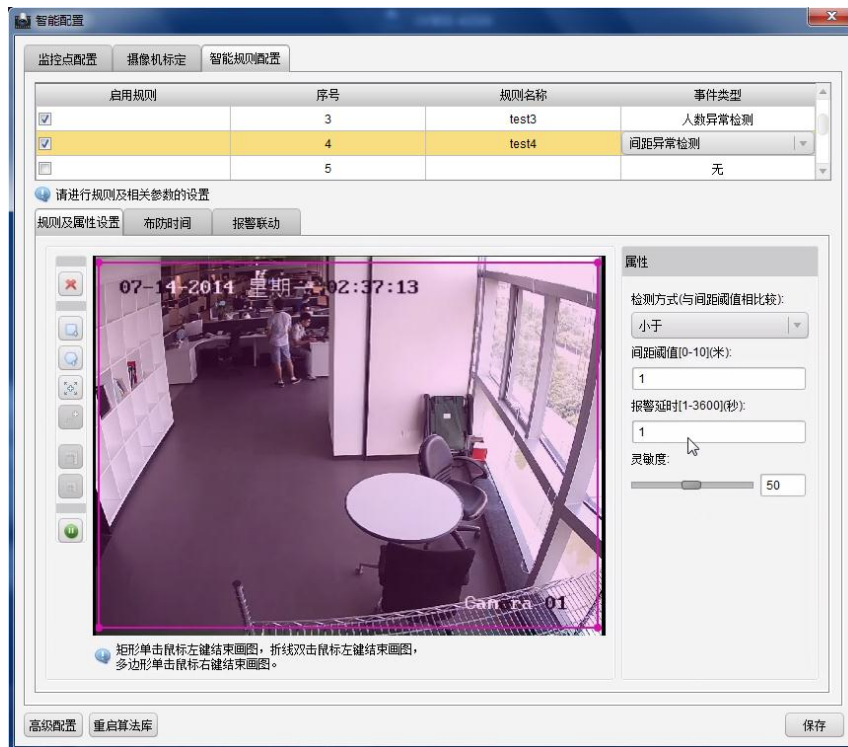 智能配置
监控点配置 摄像机标定 智能规则配置
启用规则 序号 规则名称 事件类型
3 test3 人数异常检测
4 test4 间距异常检测
5 无
请进行规则及相关参数的设置
规则及属性设置 布防时间 报警联动
07-14-2014 星期一 02:37:13
属性
检测方式(与间距阈值相比较):
小于
间距阈值[0-10](米):
1
报警延时[1-3600](秒):
1
灵敏度:
50
01
矩形单击鼠标左键结束画图，折线双击鼠标左键结束画图，
多边形单击鼠标右键结束画图。
高级配置 重启算法库 保存